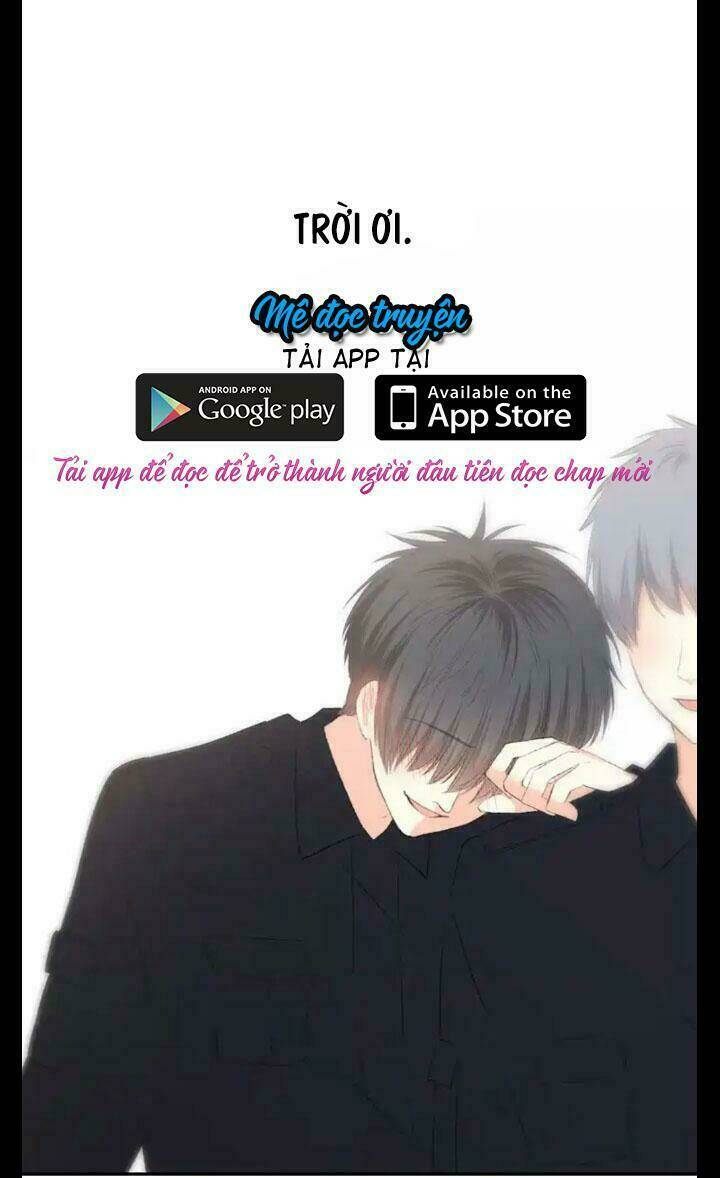 TRỜI ƠI.
Mê đọc truyện
TẢI APP TẠI
ANDROID APP ON
Google play
Available on the
App Store
Tải app để đọc để trở thành người đầu tiên đọc chap mới